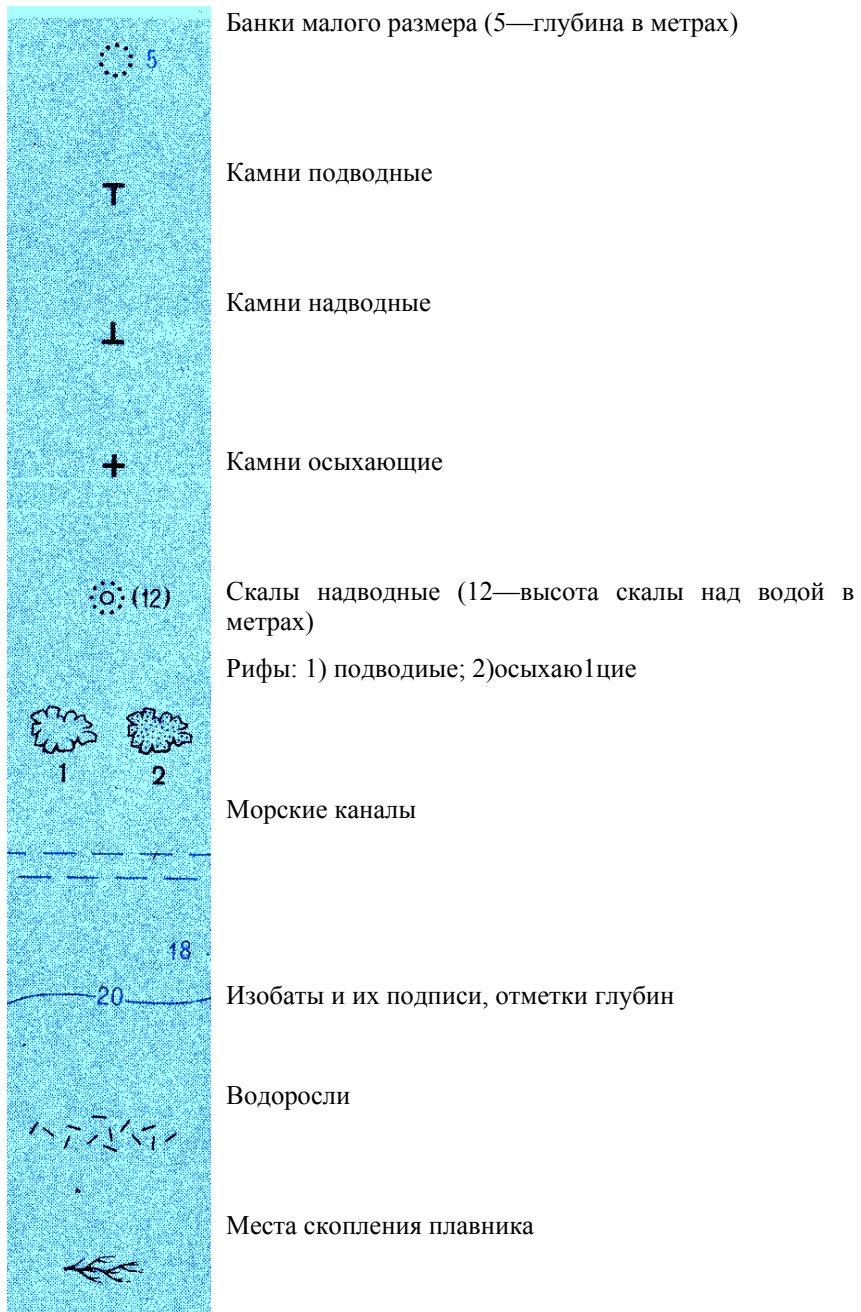 Банки малого размера (5—глубина в метрах)
5
Камни подводные
Камни надводные
Камни осыхающие
(12)
Скалы надводные (12—высота скалы над водой в
метрах)
Рифы: 1) подводиые; 2)осыхаю1цие
1 2
Морские каналы
18
20
Изобаты и их подписи, отметки глубин
Водоросли
Места скопления плавника